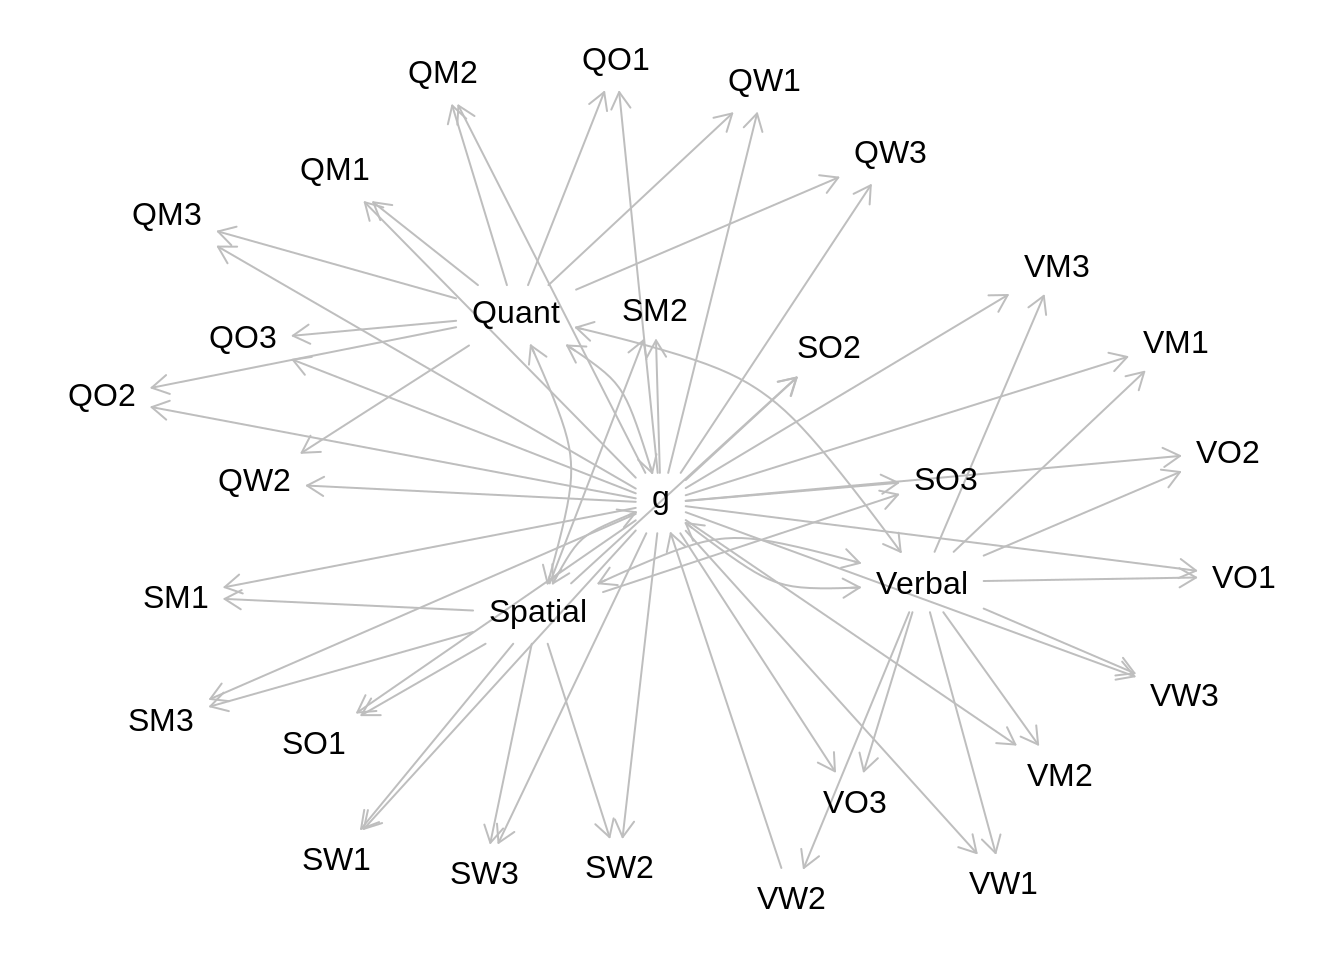 QO1
QM2
QW1
QW3
QM1
QM3
VM3
SM2
Quant
QO3
VM1
SO2
QO2
VO2
QW2
SO3
g
VO1
Verbal
SM1
Spatial
VW3
SM3
SO1
VM2
VO3
SW1
SW2
SW3
VW1
VW2